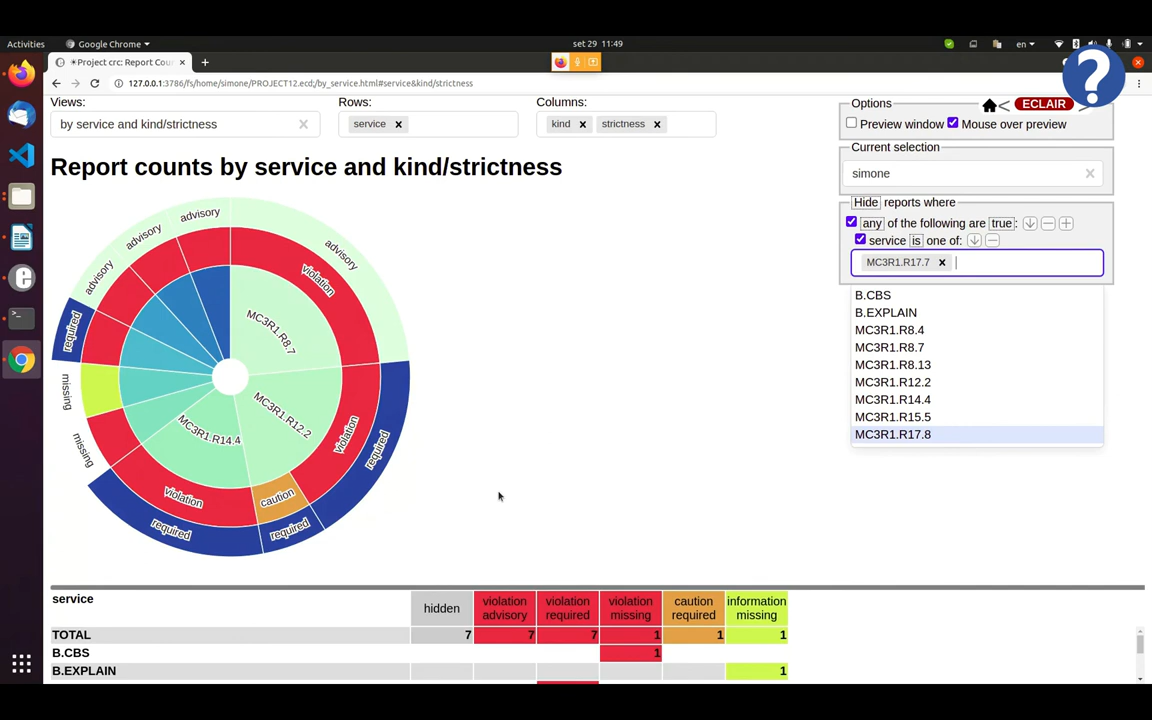 Activities
Google Chrome
set 29 11:49
en
*Project crc: Report Cou
127.0.0.1:3786/fs/home/simone/PROJECT12.ecd;/by_service.html#service&kind/strictness
?
Views:
Rows:
Columns:
by service and kind/strictness
service
kind
strictness
Options
ECLAIR
Preview window
Mouse over preview
Current selection
simone
Hide reports where
any of the following are true:
service is one of:
MC3R1.R17.7
B.CBS
B.EXPLAIN
MC3R1.R8.4
MC3R1.R8.7
MC3R1.R8.13
MC3R1.R12.2
MC3R1.R14.4
MC3R1.R15.5
MC3R1.R17.8
Report counts by service and kind/strictness
advisory
advisory
advisory
advisory
violation
MC3R1.R8.7
required
missing
MC3R1.R12.2
MC3R1.R14.4
violation
required
missing
violation
caution
required
required
service
hidden
violation advisory
violation required
violation missing
caution required
information missing
TOTAL 7 7 7 1 1 1
B.CBS 1
B.EXPLAIN 1